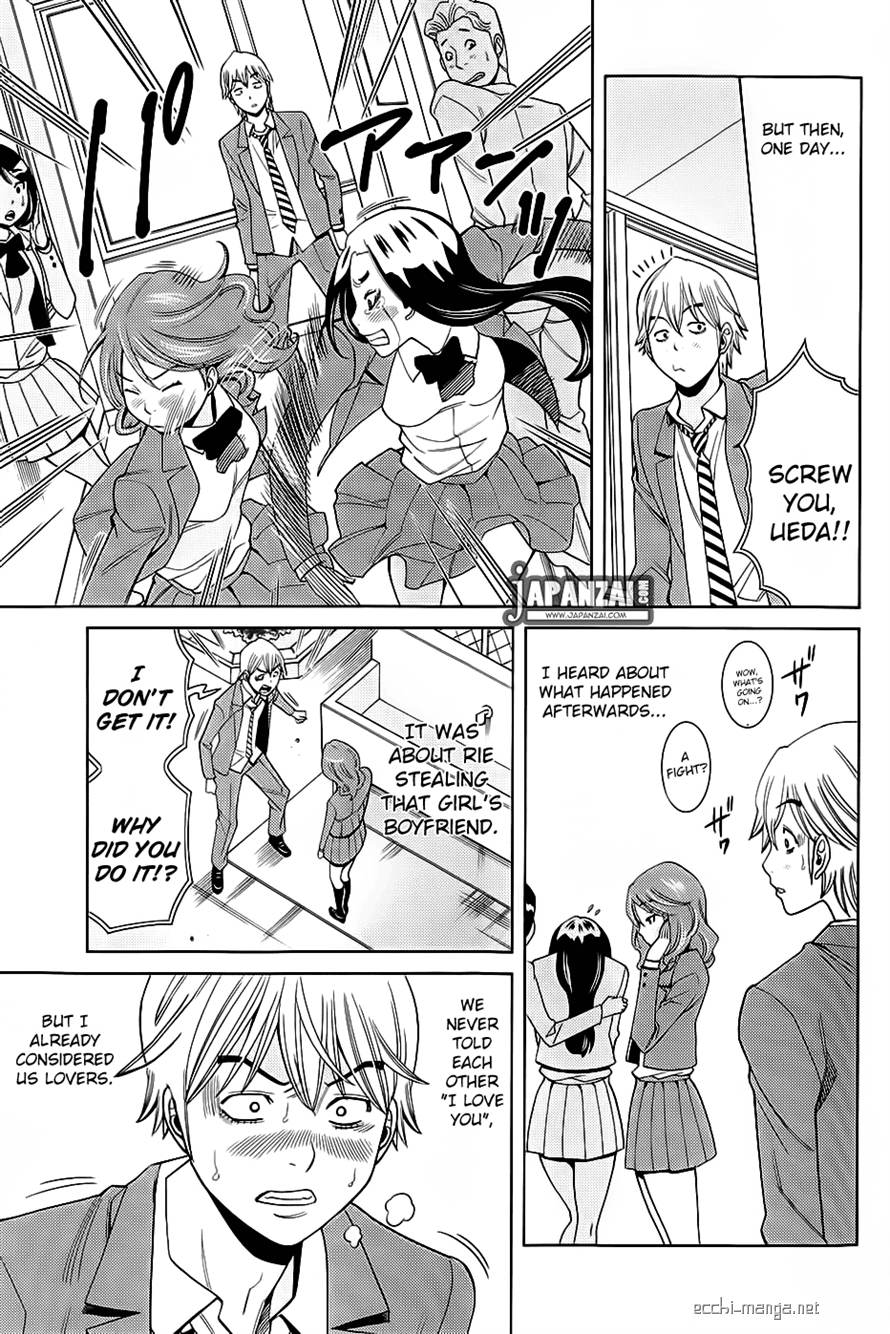 BUT THEN,
ONE DAY...
SCREW
YOU,
UEDA!!
パアアンッ
JAPANZAI.COM
WWW.JAPANZAI.COM
I HEARD ABOUT
WHAT HAPPENED
AFTERWARDS...
WOW,
WHAT'S
GOING
ON...?
ザワ
A
FIGHT?
ザワ
IT WAS
ABOUT RIE
STEALING
THAT GIRL'S
BOYFRIEND.
I
DON'T
GET IT!
WHY
DID YOU
DO IT!?
WE
NEVER
TOLD
EACH
OTHER
"I LOVE
YOU",
BUT I
ALREADY
CONSIDERED
US LOVERS.
ecchi-manga.net